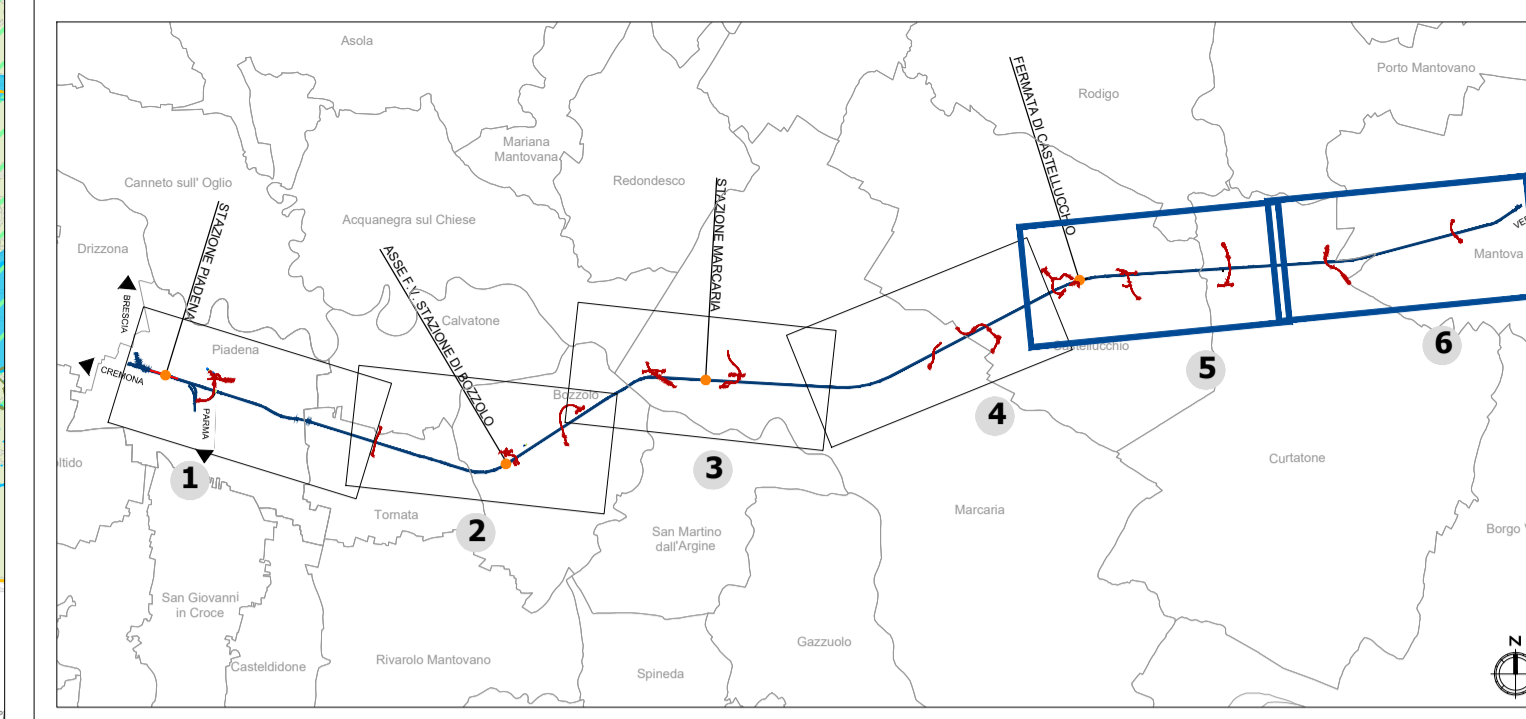 Asola
Porto Mantovano
Rodigo
FERMATA DI CASTELLUCCHIO
Mariana
Mantovana
Canneto sull' Oglio
Redondesco
STAZIONE MARCARIA
Acquanegra sul Chiese
STAZIONE PIADENA
Drizzona
ASSE F.V. STAZIONE DI BOZZOLO
Mantova
BRESCIA
Calvatone
Piadena
CREMONA
Bozzolo
PARMA
6
5
4
3
1
2
Curtatone
Marcaria
Tornata
San Martino
dall'Argine
Borgo
San Giovanni
in Croce
Gazzuolo
Casteldidone
Rivarolo Mantovano
Spineda
N